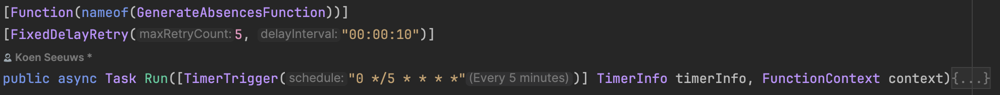 [Function(nameof(GenerateAbsencesFunction))]
[FixedDelayRetry(maxRetryCount:5, delayInterval:"00:00:10")]
Koen Seeuws *
public async Task Run([TimerTrigger(schedule:"0 */5 * * * *"(Every 5 minutes))] TimerInfo timerInfo, FunctionContext context){...}